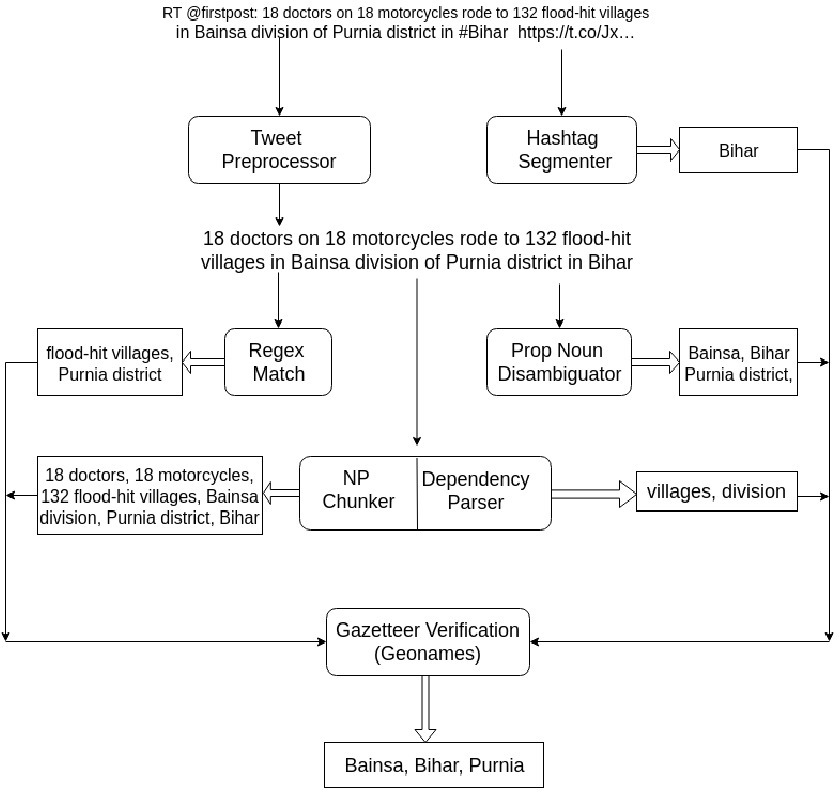 RT @firstpost: 18 doctors on 18 motorcycles rode to 132 flood-hit villages
in Bainsa division of Purnia district in #Bihar https://t.co/Jx...
Tweet
Preprocessor
Hashtag
Segmenter
Bihar
18 doctors on 18 motorcycles rode to 132 flood-hit
villages in Bainsa division of Purnia district in Bihar
flood-hit villages,
Purnia district
Regex
Match
Prop Noun
Disambiguator
Bainsa, Bihar
Purnia district,
18 doctors, 18 motorcycles,
132 flood-hit villages, Bainsa
division, Purnia district, Bihar
NP
Chunker
Dependency
Parser
villages, division
Gazetteer Verification
(Geonames)
Bainsa, Bihar, Purnia